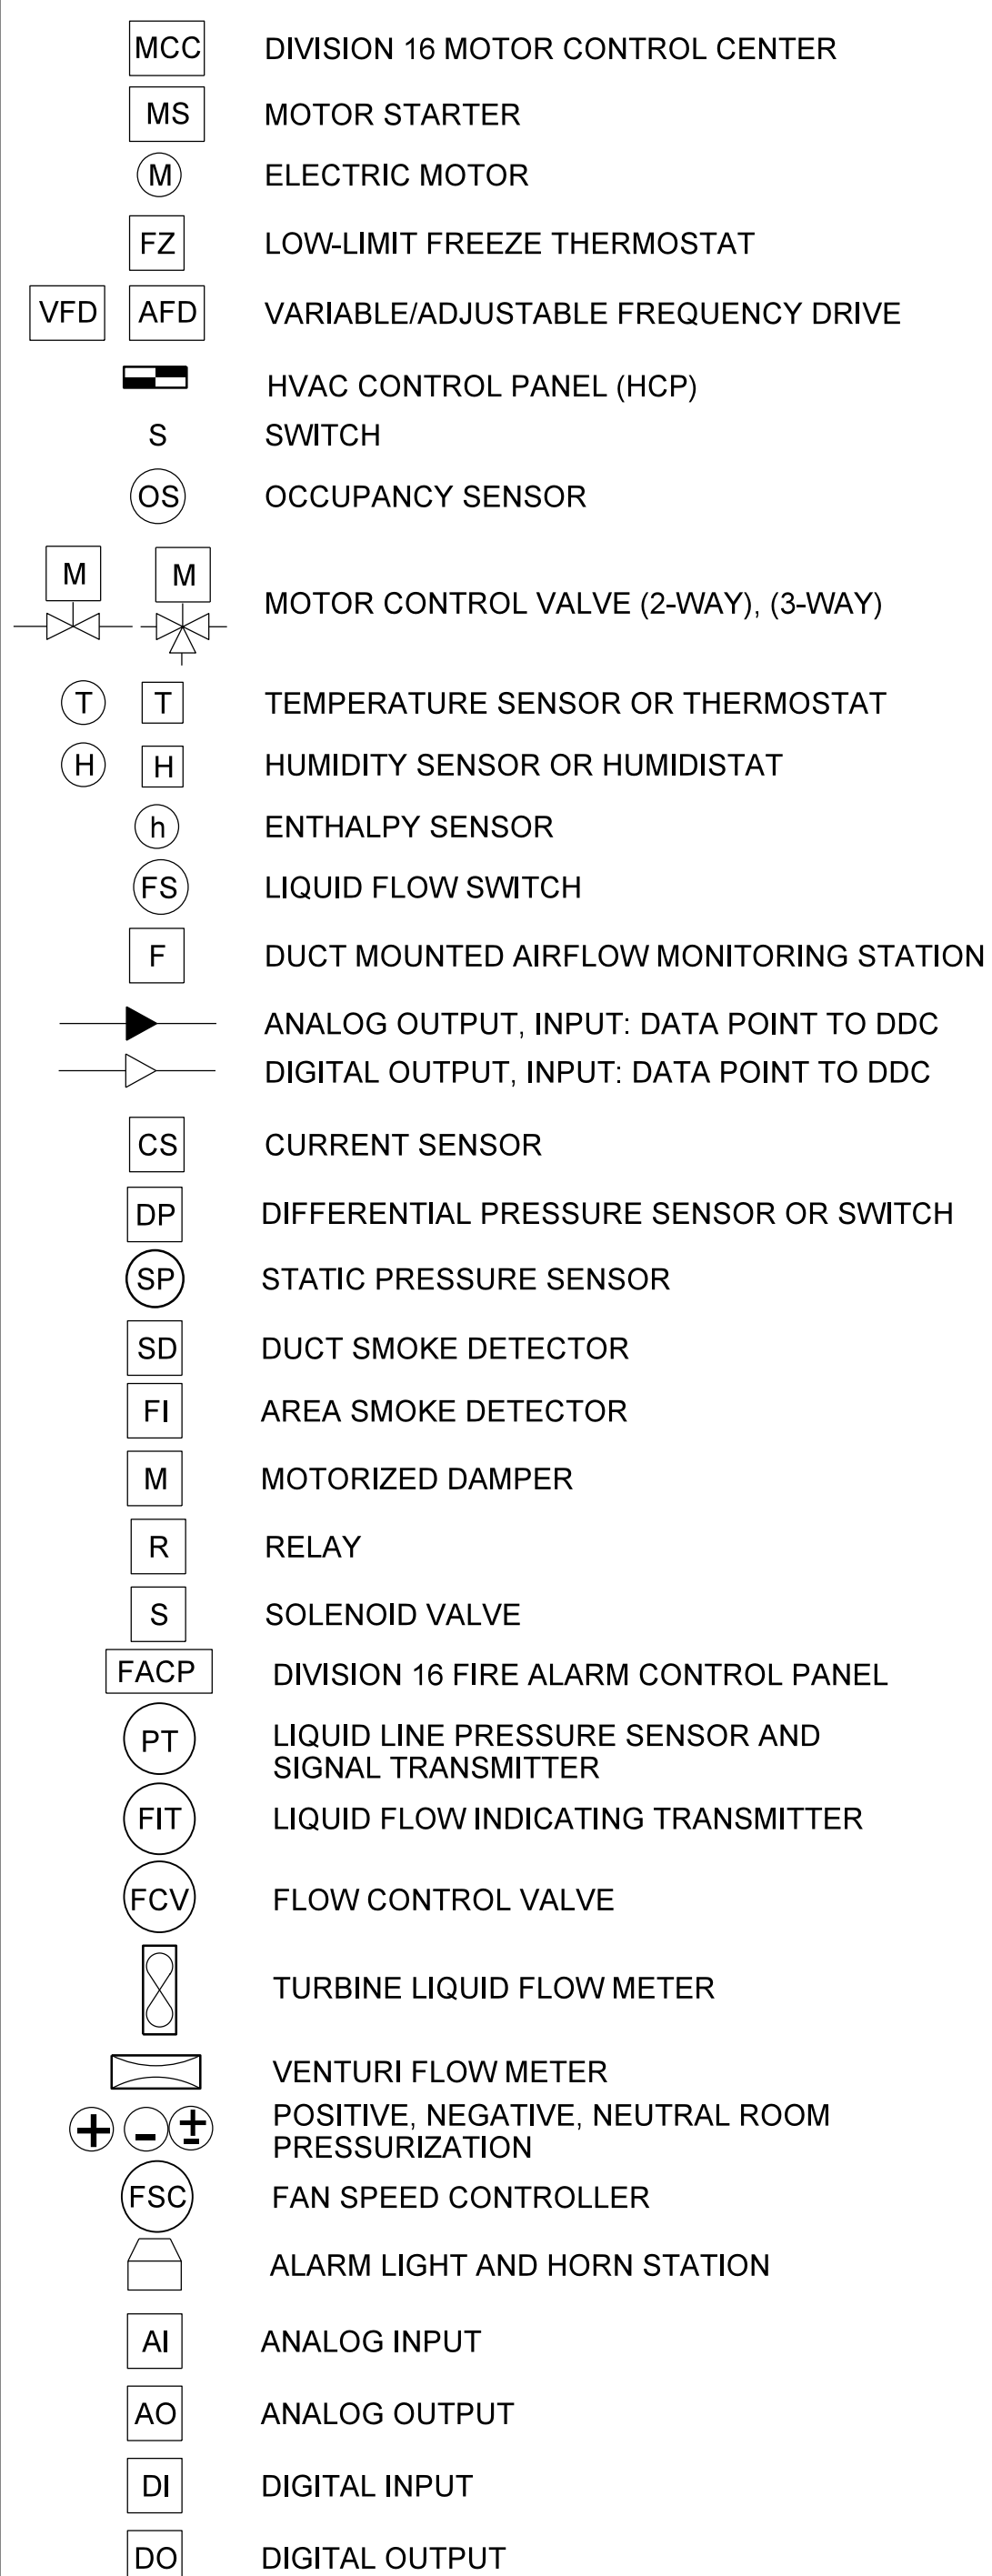 MCC DIVISION 16 MOTOR CONTROL CENTER
MS MOTOR STARTER
M ELECTRIC MOTOR
FZ LOW-LIMIT FREEZE THERMOSTAT
VFD AFD VARIABLE/ADJUSTABLE FREQUENCY DRIVE
HVAC CONTROL PANEL (HCP)
S SWITCH
OS OCCUPANCY SENSOR
M M MOTOR CONTROL VALVE (2-WAY), (3-WAY)
T T TEMPERATURE SENSOR OR THERMOSTAT
H H HUMIDITY SENSOR OR HUMIDISTAT
h ENTHALPY SENSOR
FS LIQUID FLOW SWITCH
F DUCT MOUNTED AIRFLOW MONITORING STATION
ANALOG OUTPUT, INPUT: DATA POINT TO DDC
DIGITAL OUTPUT, INPUT: DATA POINT TO DDC
CS CURRENT SENSOR
DP DIFFERENTIAL PRESSURE SENSOR OR SWITCH
SP STATIC PRESSURE SENSOR
SD DUCT SMOKE DETECTOR
FI AREA SMOKE DETECTOR
M MOTORIZED DAMPER
R RELAY
S SOLENOID VALVE
FACP DIVISION 16 FIRE ALARM CONTROL PANEL
PT LIQUID LINE PRESSURE SENSOR AND
SIGNAL TRANSMITTER
FIT LIQUID FLOW INDICATING TRANSMITTER
FCV FLOW CONTROL VALVE
TURBINE LIQUID FLOW METER
VENTURI FLOW METER
+ - ± POSITIVE, NEGATIVE, NEUTRAL ROOM
PRESSURIZATION
FSC FAN SPEED CONTROLLER
ALARM LIGHT AND HORN STATION
AI ANALOG INPUT
AO ANALOG OUTPUT
DI DIGITAL INPUT
DO DIGITAL OUTPUT